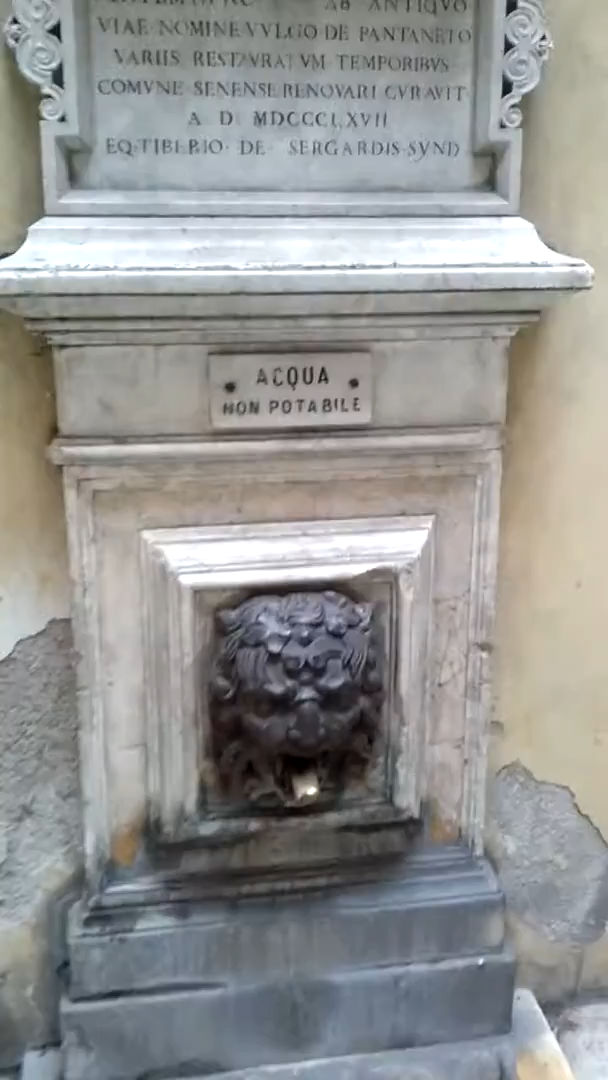 AB ANTIQVO
VIAE NOMINE VVLGO DE PANTANETO
VARIIS RESTAVRATVM TEMPORIBVS
COMVNE SENENSE RENOVARI CVRAVIT
A D MDCCCLXVII
EQ·TIBERIO·DE SERGARDIS·SYND
ACQUA
NON POTABILE